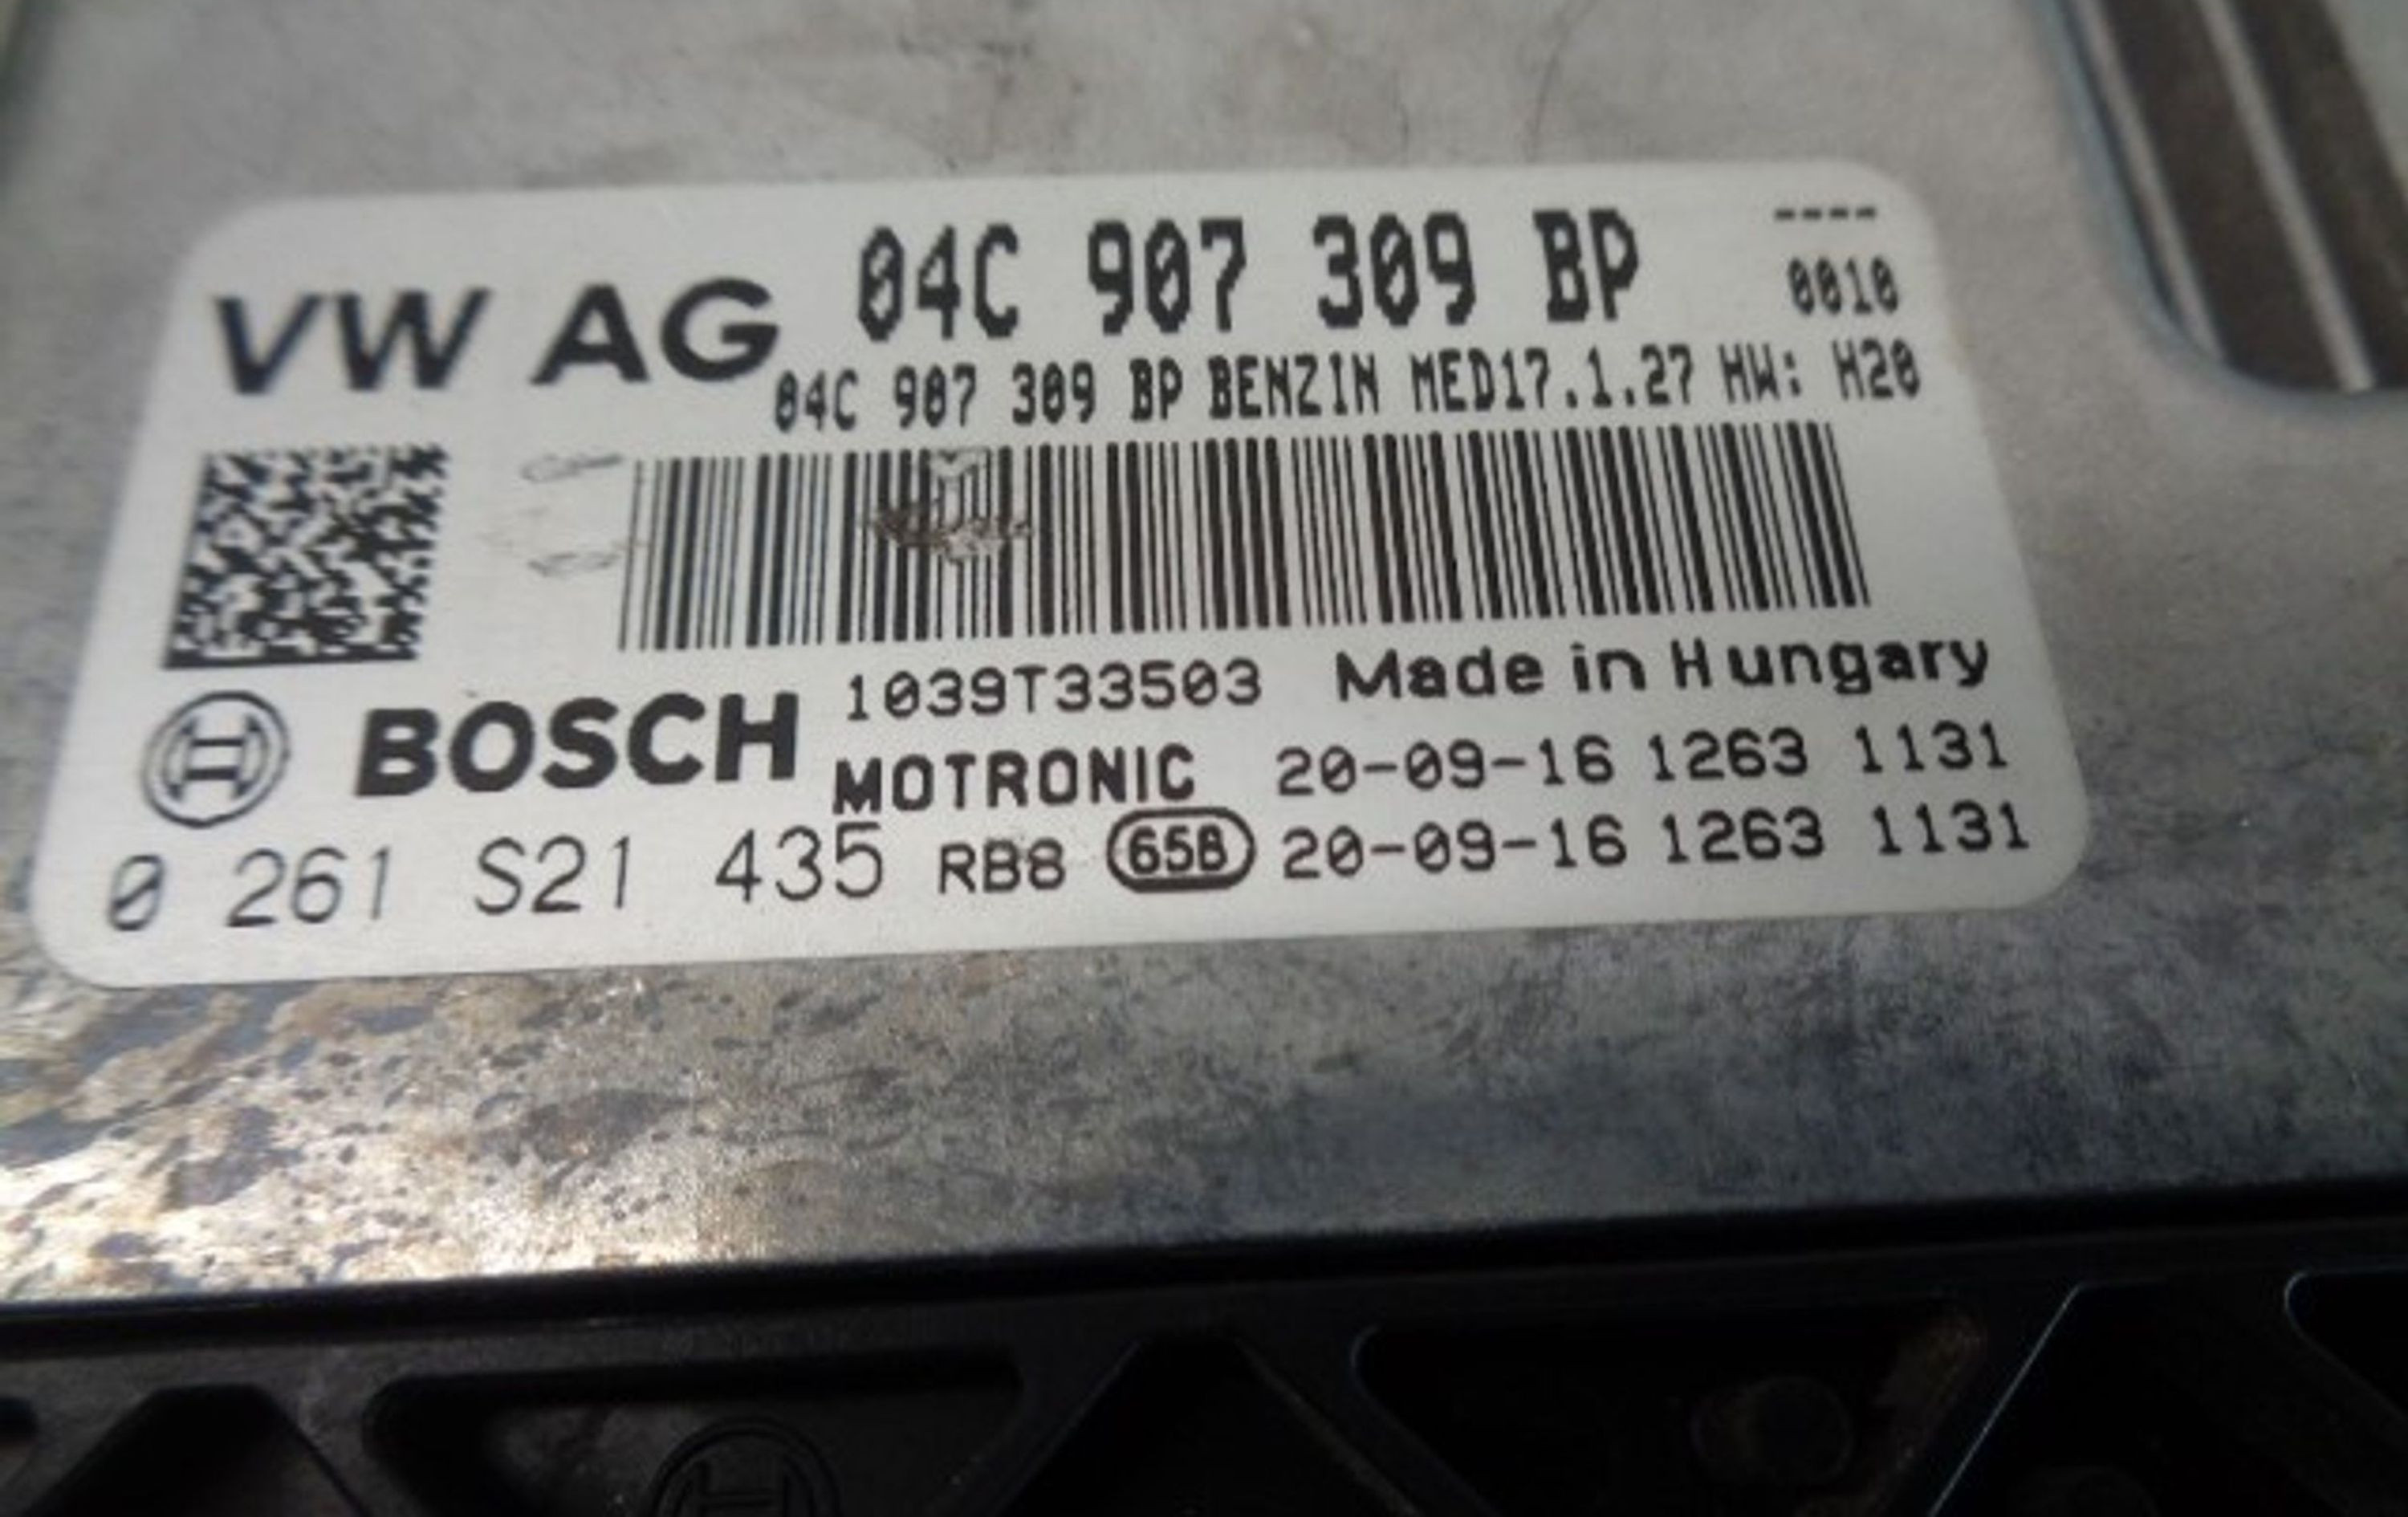 VW AG 04C 907 309 BP ----
0010
04C 907 309 BP BENZIN MED17.1.27 HW: H20
BOSCH 1039T33503 Made in Hungary
MOTRONIC 20-09-16 1263 1131
0 261 S21 435 RB8 65B 20-09-16 1263 1131